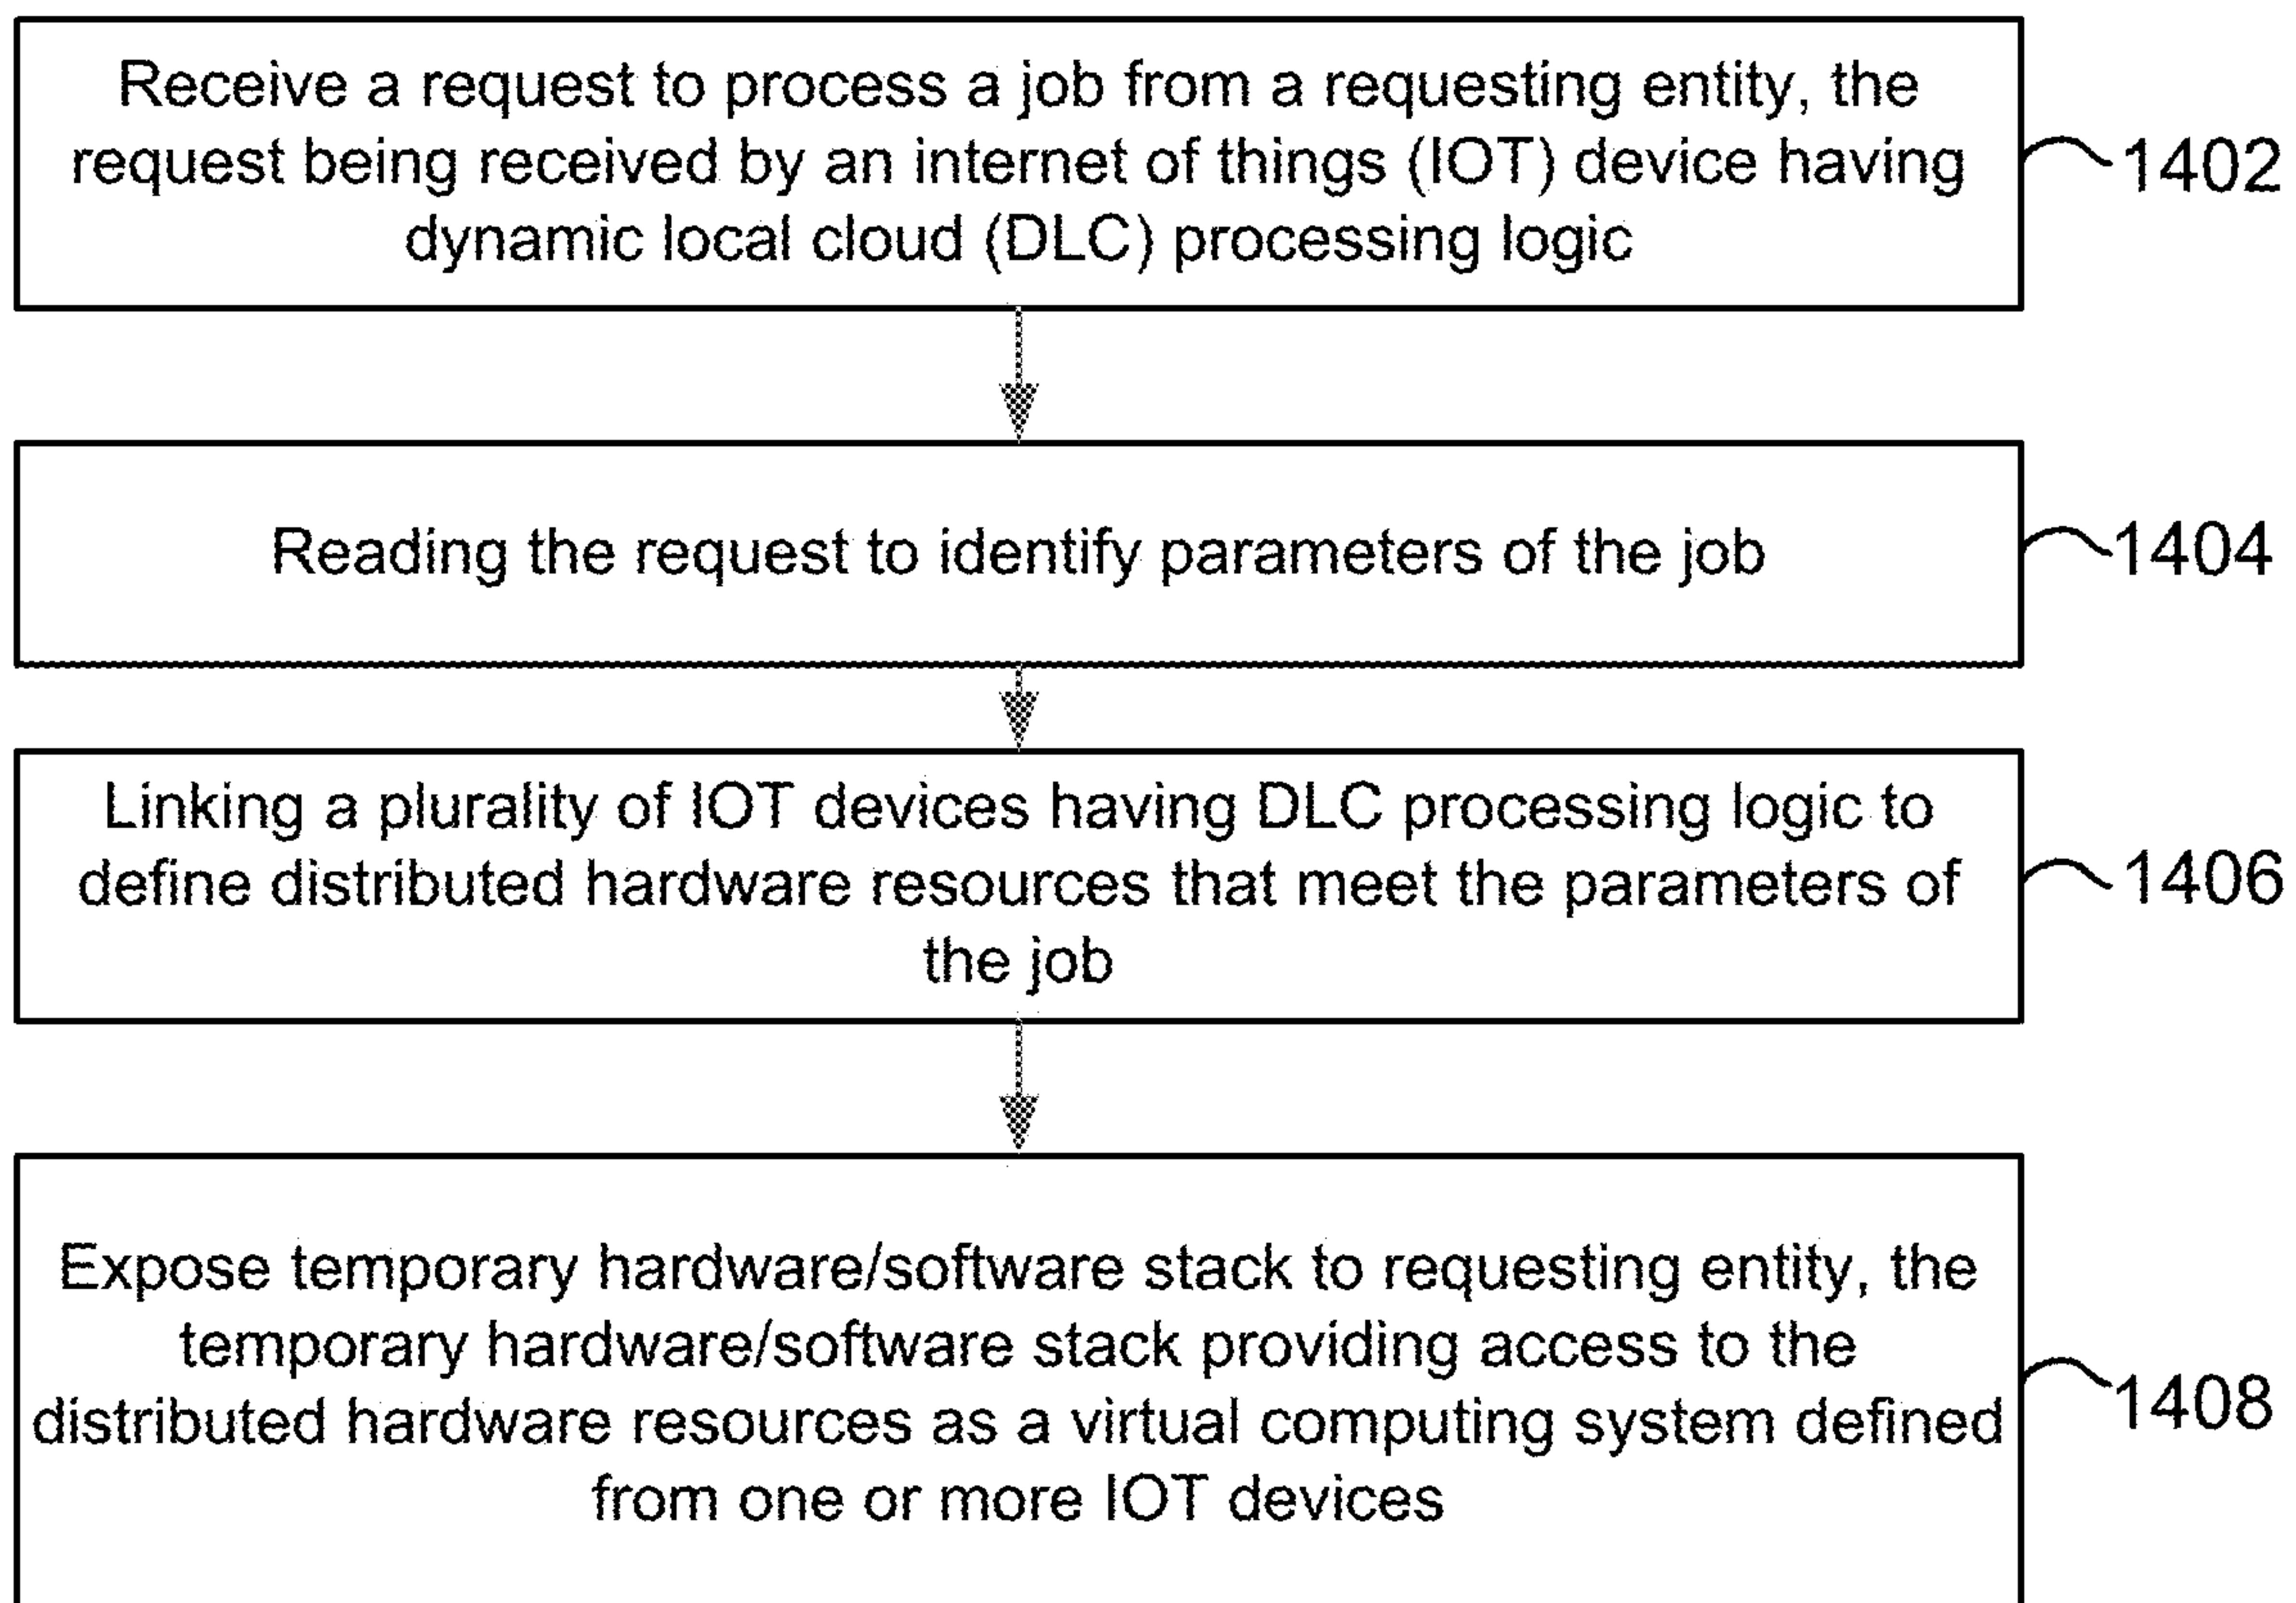 Receive a request to process a job from a requesting entity, the
request being received by an internet of things (IOT) device having
dynamic local cloud (DLC) processing logic
1402
Reading the request to identify parameters of the job
1404
Linking a plurality of IOT devices having DLC processing logic to
define distributed hardware resources that meet the parameters of
the job
1406
Expose temporary hardware/software stack to requesting entity, the
temporary hardware/software stack providing access to the
distributed hardware resources as a virtual computing system defined
from one or more IOT devices
1408